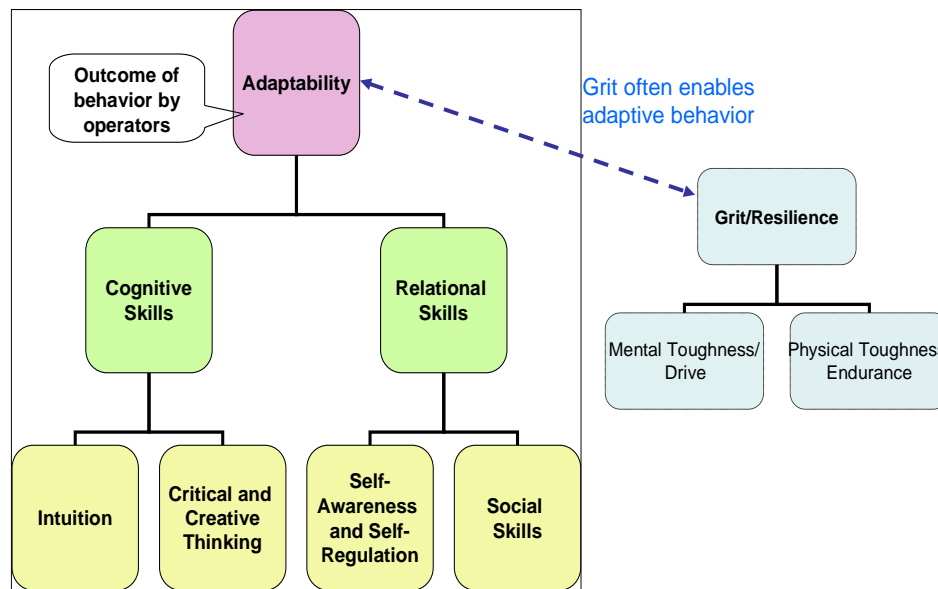 Adaptability
Outcome of
behavior by
operators
Grit often enables
adaptive behavior
Grit/Resilience
Cognitive
Skills
Relational
Skills
Mental Toughness/
Drive
Physical Toughness
Endurance
Intuition
Critical and
Creative
Thinking
Self-
Awareness
and Self-
Regulation
Social
Skills